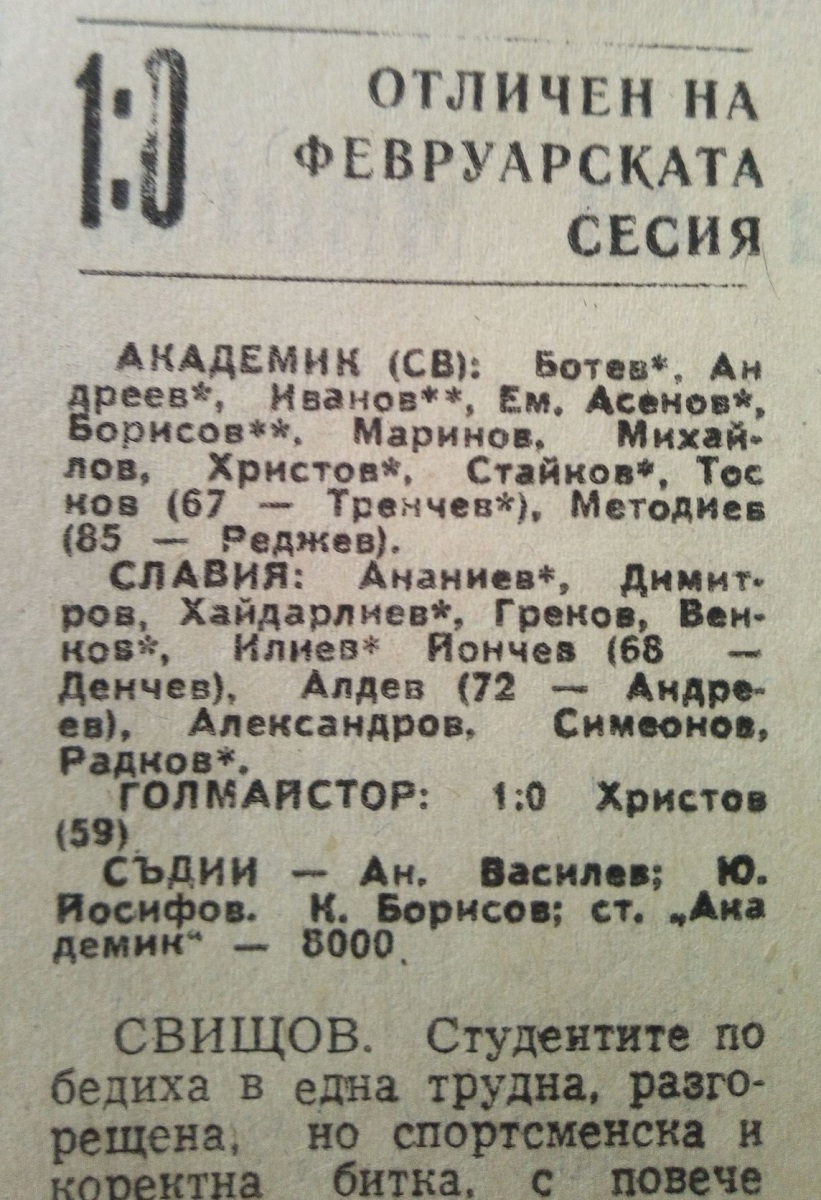 1:0
ОТЛИЧЕН НА
ФЕВРУАРСКАТА
СЕСИЯ
АКАДЕМИК (СВ): Ботев*, Ан
дреев*, Иванов**, Ем. Асенов*,
Борисов**, Маринов, Михай-
лов, Христов*, Стайков*, Тос
ков (67 — Тренчев*), Методиев
(85 — Реджев).
СЛАВИЯ: Ананиев*, Димит-
ров, Хайдарлиев*, Греков, Вен-
ков*, Илиев* Йончев (68 —
Денчев), Алдев (72 — Андре-
ев), Александров, Симеонов,
Радков*.
ГОЛМАЙСТОР: 1:0 Христов
(59)
СЪДИИ — Ан. Василев; Ю.
Йосифов. К. Борисов; ст. „Ака
демик“ — 8000.
СВИЩОВ. Студентите по
бедиха в една трудна, разго-
рещена, но спортсменска и
коректна битка, с повече